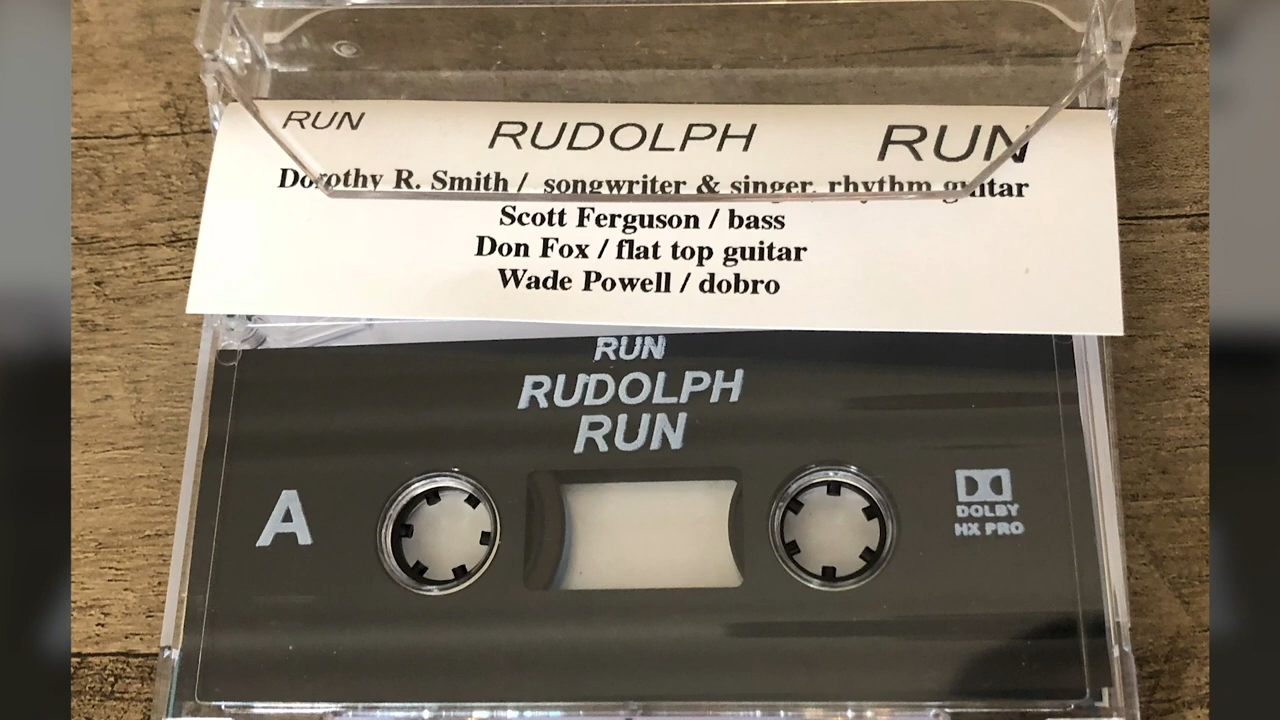 RUN RUDOLPH RUN
Dorothy R. Smith / songwriter & singer, rhythm guitar
Scott Ferguson / bass
Don Fox / flat top guitar
Wade Powell / dobro
RUN
RUDOLPH
RUN
A
DOLBY
HX PRO